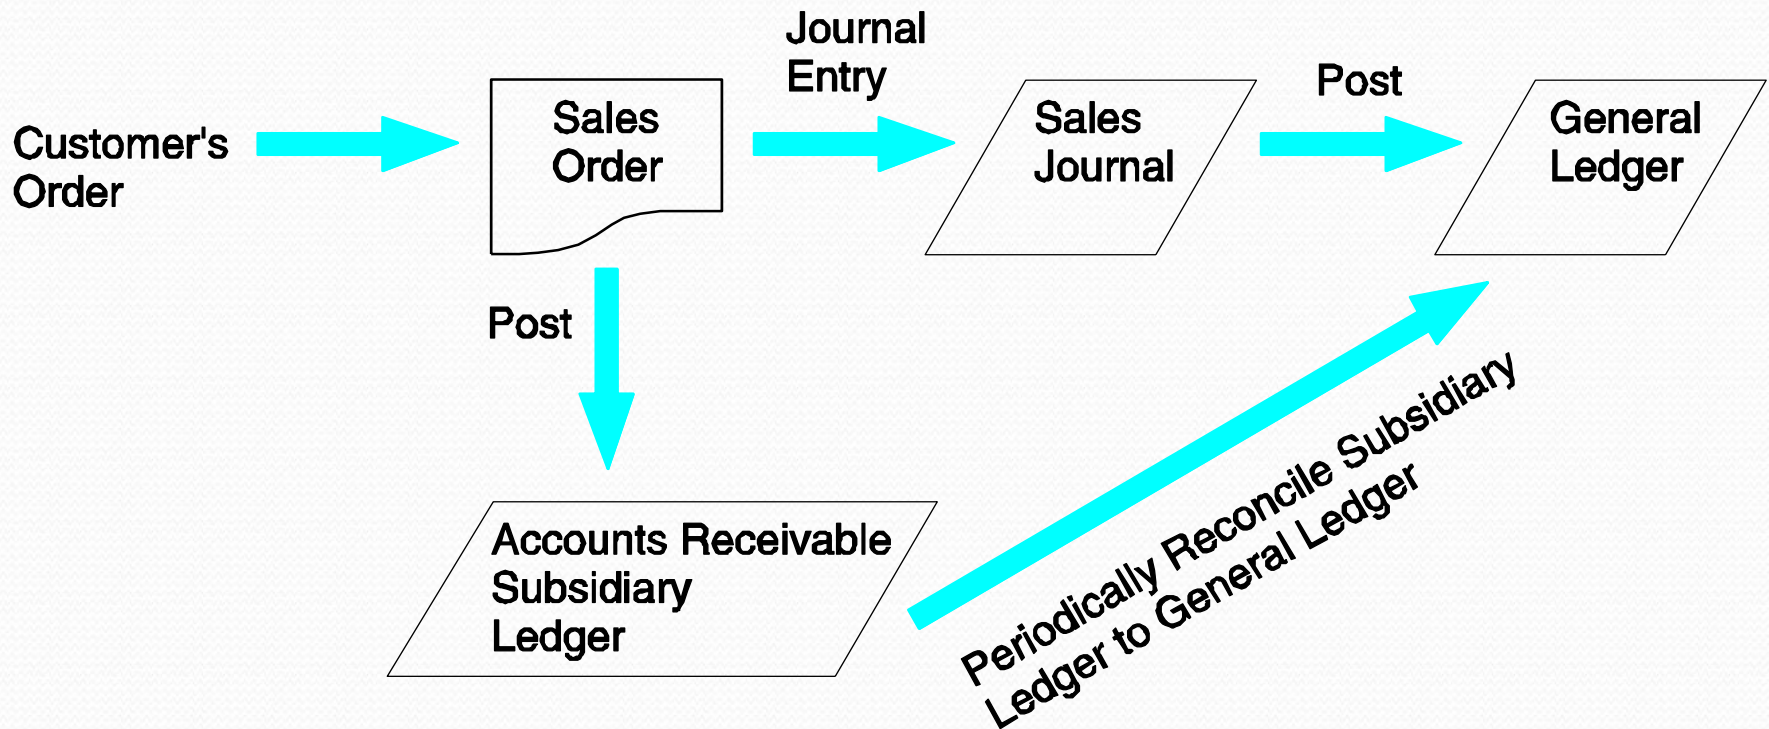 Customer's
Order
Sales
Order
Journal
Entry
Sales
Journal
Post
General
Ledger
Post
Accounts Receivable
Subsidiary
Ledger
Periodically Reconcile Subsidiary
Ledger to General Ledger